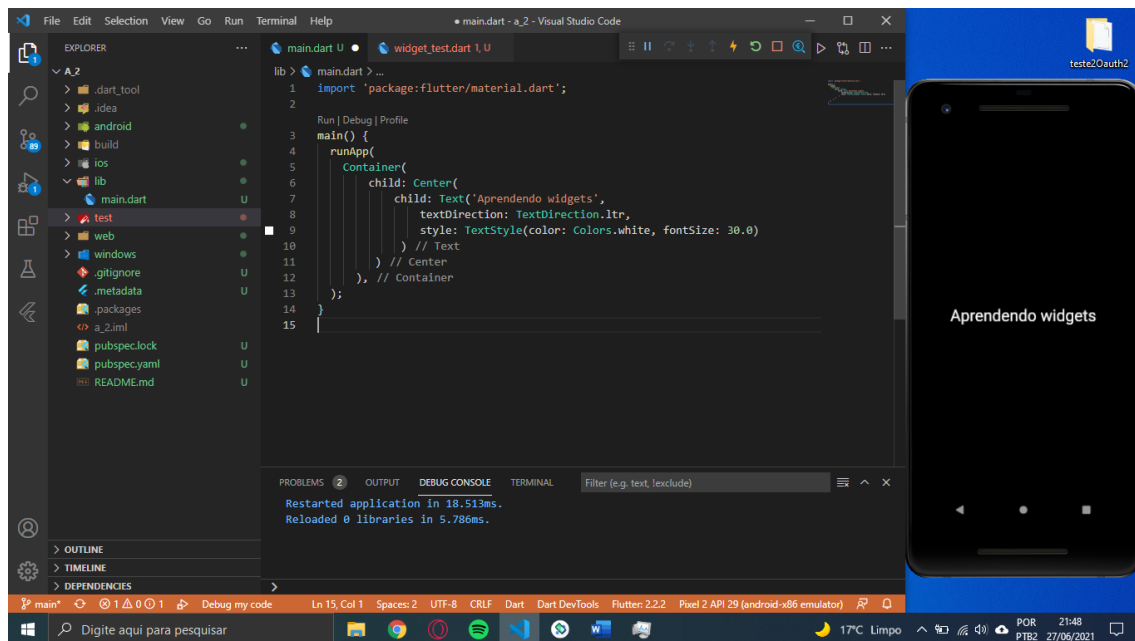 File Edit Selection View Go Run Terminal Help
● main.dart - a_2 - Visual Studio Code
EXPLORER
main.dart U ●
widget_test.dart 1, U
A_2
.dart_tool
.idea
android
build
ios
lib
main.dart U
test
web
windows
.gitignore U
.metadata U
.packages
a_2.iml
pubspec.lock U
pubspec.yaml U
README.md U
OUTLINE
TIMELINE
DEPENDENCIES
1
89
1
lib > main.dart > ...
1 import 'package:flutter/material.dart';
2
Run | Debug | Profile
3 main() {
4 runApp(
5 Container(
6 child: Center(
7 child: Text('Aprendendo widgets',
8 textDirection: TextDirection.ltr,
9 style: TextStyle(color: Colors.white, fontSize: 30.0)
10 ) // Text
11 ) // Center
12 ), // Container
13 );
14 }
15
PROBLEMS 2 OUTPUT DEBUG CONSOLE TERMINAL
Filter (e.g. text, !exclude)
Restarted application in 18.513ms.
Reloaded 0 libraries in 5.786ms.
main* 1 0 1 Debug my code Ln 15, Col 1 Spaces: 2 UTF-8 CRLF Dart Dart DevTools Flutter: 2.2.2 Pixel 2 API 29 (android-x86 emulator)
teste2Oauth2
Aprendendo widgets
Digite aqui para pesquisar
17°C Limpo
POR
PTB2
21:48
27/06/2021